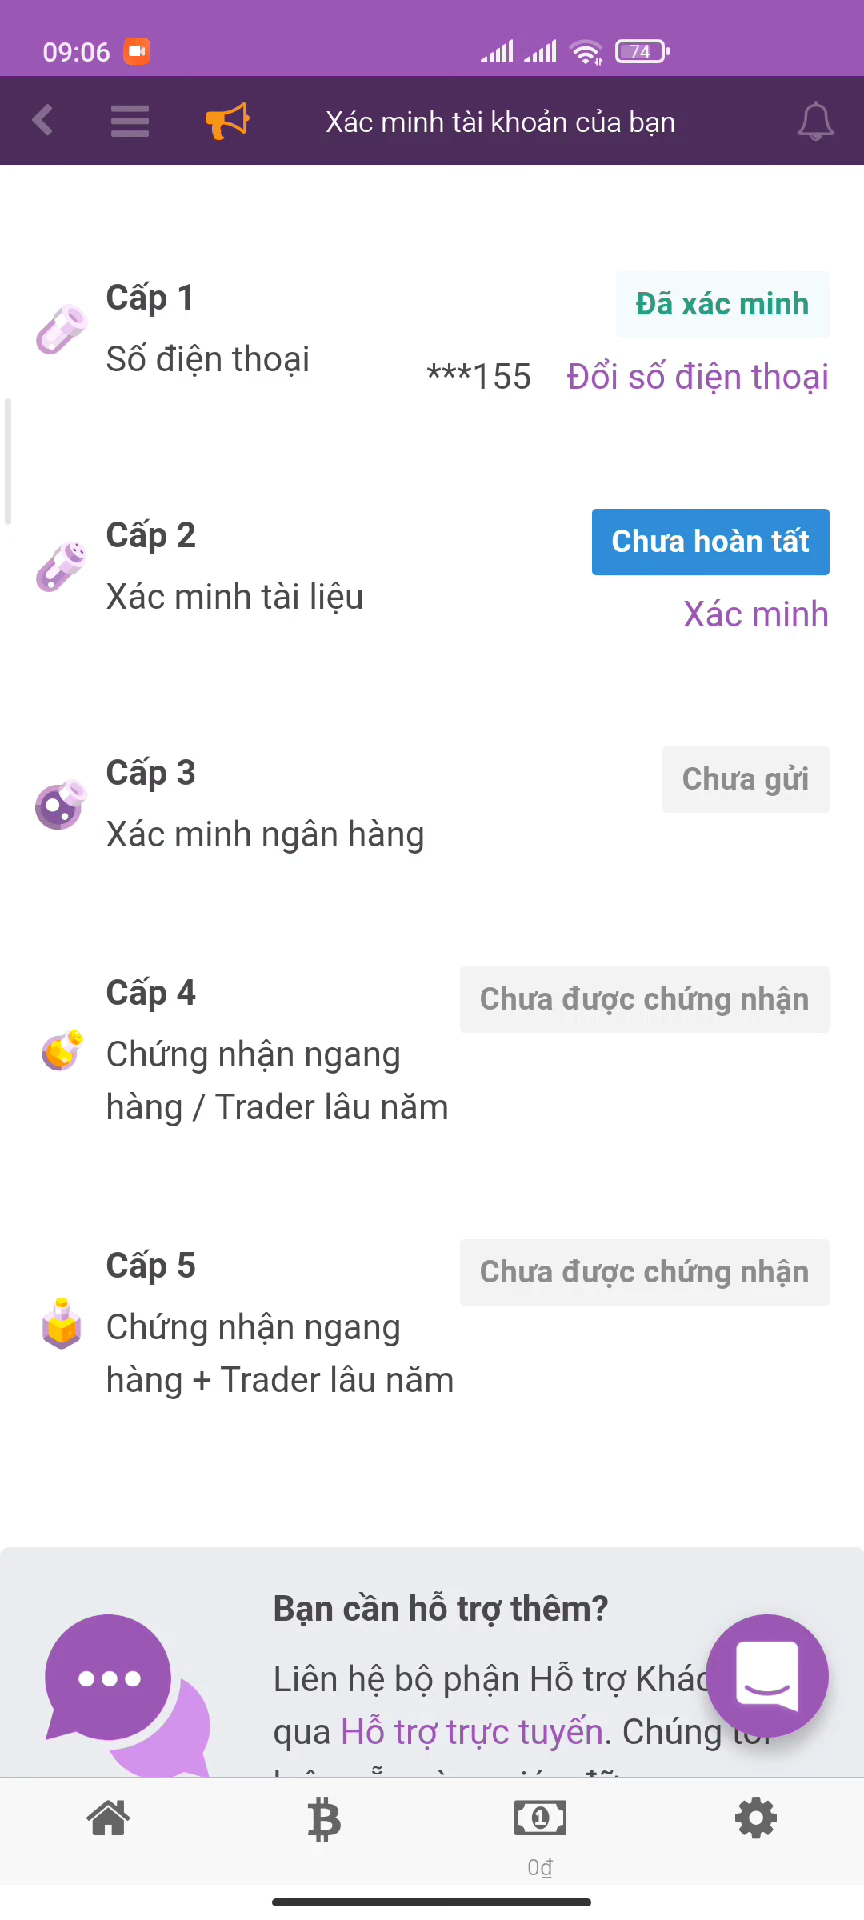 09:06
74
Xác minh tài khoản của bạn
Cấp 1
Đã xác minh
Số điện thoại
***155 Đổi số điện thoại
Cấp 2
Chưa hoàn tất
Xác minh tài liệu
Xác minh
Cấp 3
Chưa gửi
Xác minh ngân hàng
Cấp 4
Chưa được chứng nhận
Chứng nhận ngang
hàng / Trader lâu năm
Cấp 5
Chưa được chứng nhận
Chứng nhận ngang
hàng + Trader lâu năm
Bạn cần hỗ trợ thêm?
Liên hệ bộ phận Hỗ trợ
qua Hỗ trợ trực tuyến. Chúng
0₫